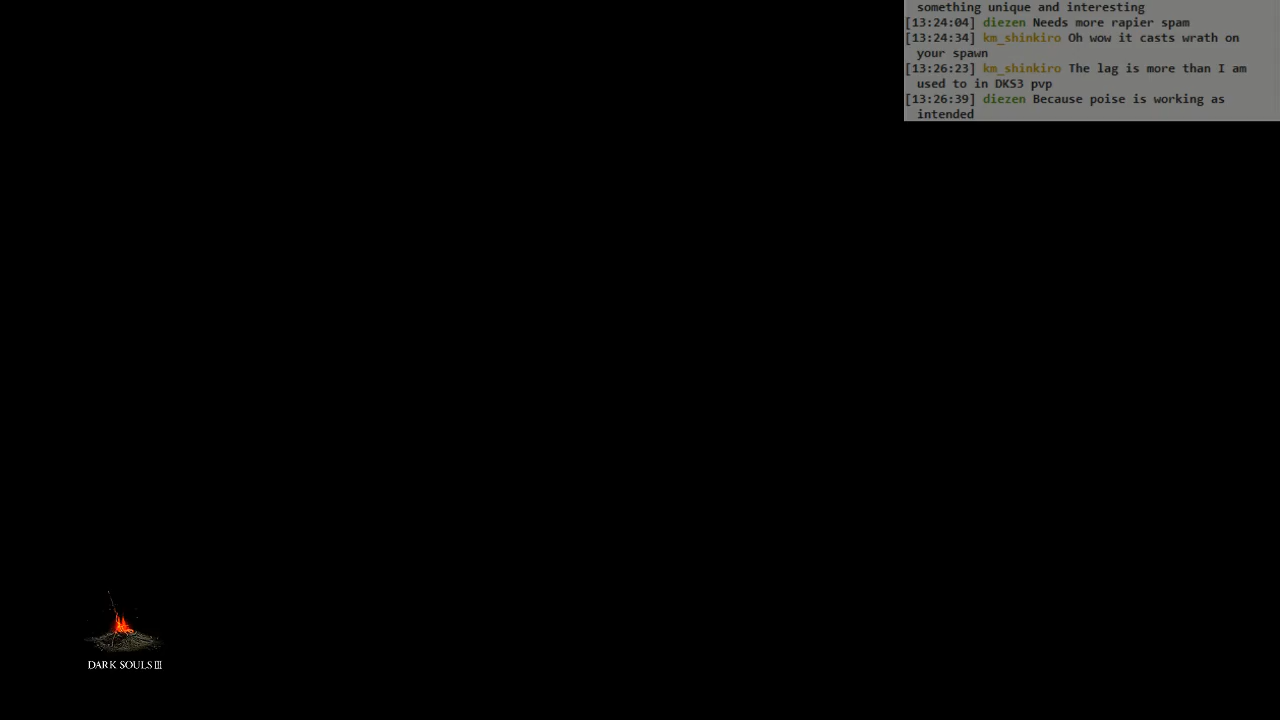 something unique and interesting
[13:24:04] diezen Needs more rapier spam
[13:24:34] km_shinkiro Oh wow it casts wrath on
your spawn
[13:26:23] km_shinkiro The lag is more than I am
used to in DKS3 pvp
[13:26:39] diezen Because poise is working as
intended
DARK SOULS III